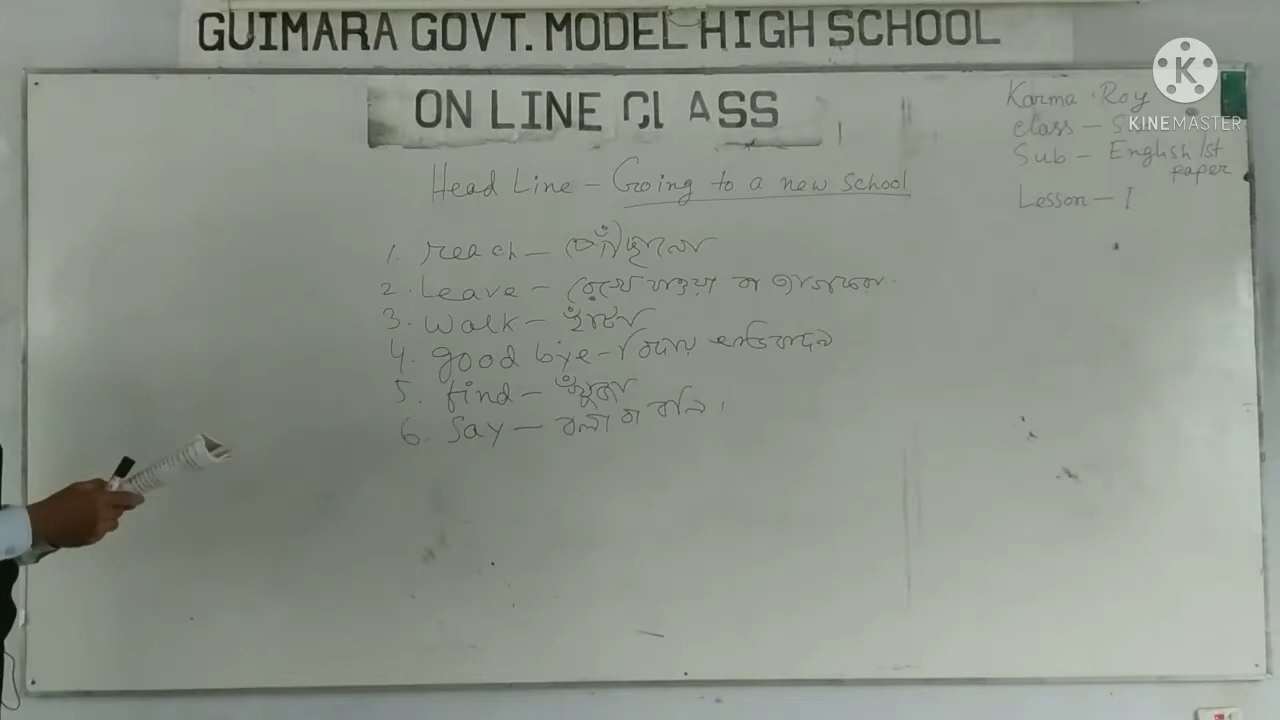 GUIMARA GOVT. MODEL HIGH SCHOOL
ON LINE CLASS
Karma Roy
class –
Sub – English 1st
paper
Lesson – I
KINEMASTER
Head Line – Going to a new school
1. reach – পৌঁছানো
2. Leave – রেখে যাওয়া বা ত্যাগ করা.
3. walk – হাঁটা
4. good bye – বিদায়
5. find – খুঁজা
6. Say – বলা বা বলি।